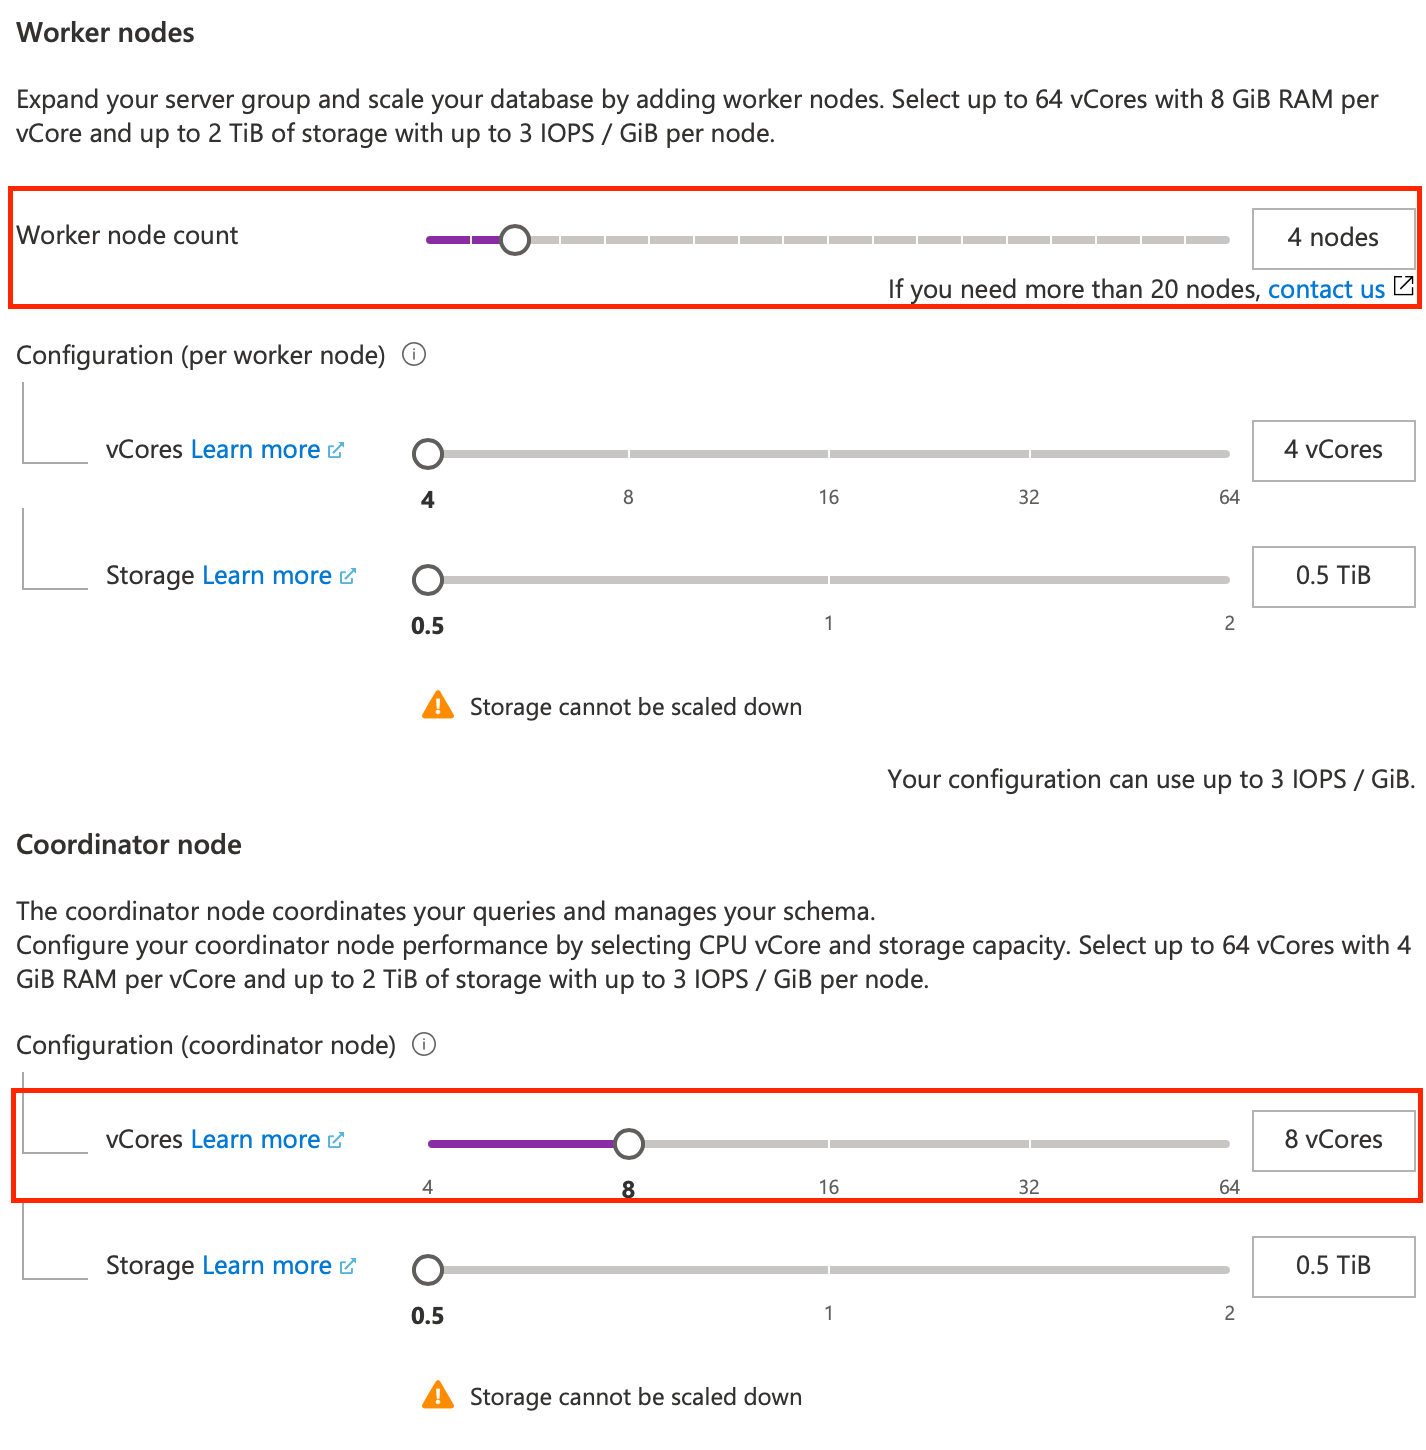 Worker nodes
Expand your server group and scale your database by adding worker nodes. Select up to 64 vCores with 8 GiB RAM per
vCore and up to 2 TiB of storage with up to 3 IOPS / GiB per node.
Worker node count
4 nodes
If you need more than 20 nodes, contact us
Configuration (per worker node)
vCores Learn more
4 vCores
4 8 16 32 64
Storage Learn more
0.5 TiB
0.5 1 2
Storage cannot be scaled down
Your configuration can use up to 3 IOPS / GiB.
Coordinator node
The coordinator node coordinates your queries and manages your schema.
Configure your coordinator node performance by selecting CPU vCore and storage capacity. Select up to 64 vCores with 4
GiB RAM per vCore and up to 2 TiB of storage with up to 3 IOPS / GiB per node.
Configuration (coordinator node)
vCores Learn more
8 vCores
4 8 16 32 64
Storage Learn more
0.5 TiB
0.5 1 2
Storage cannot be scaled down